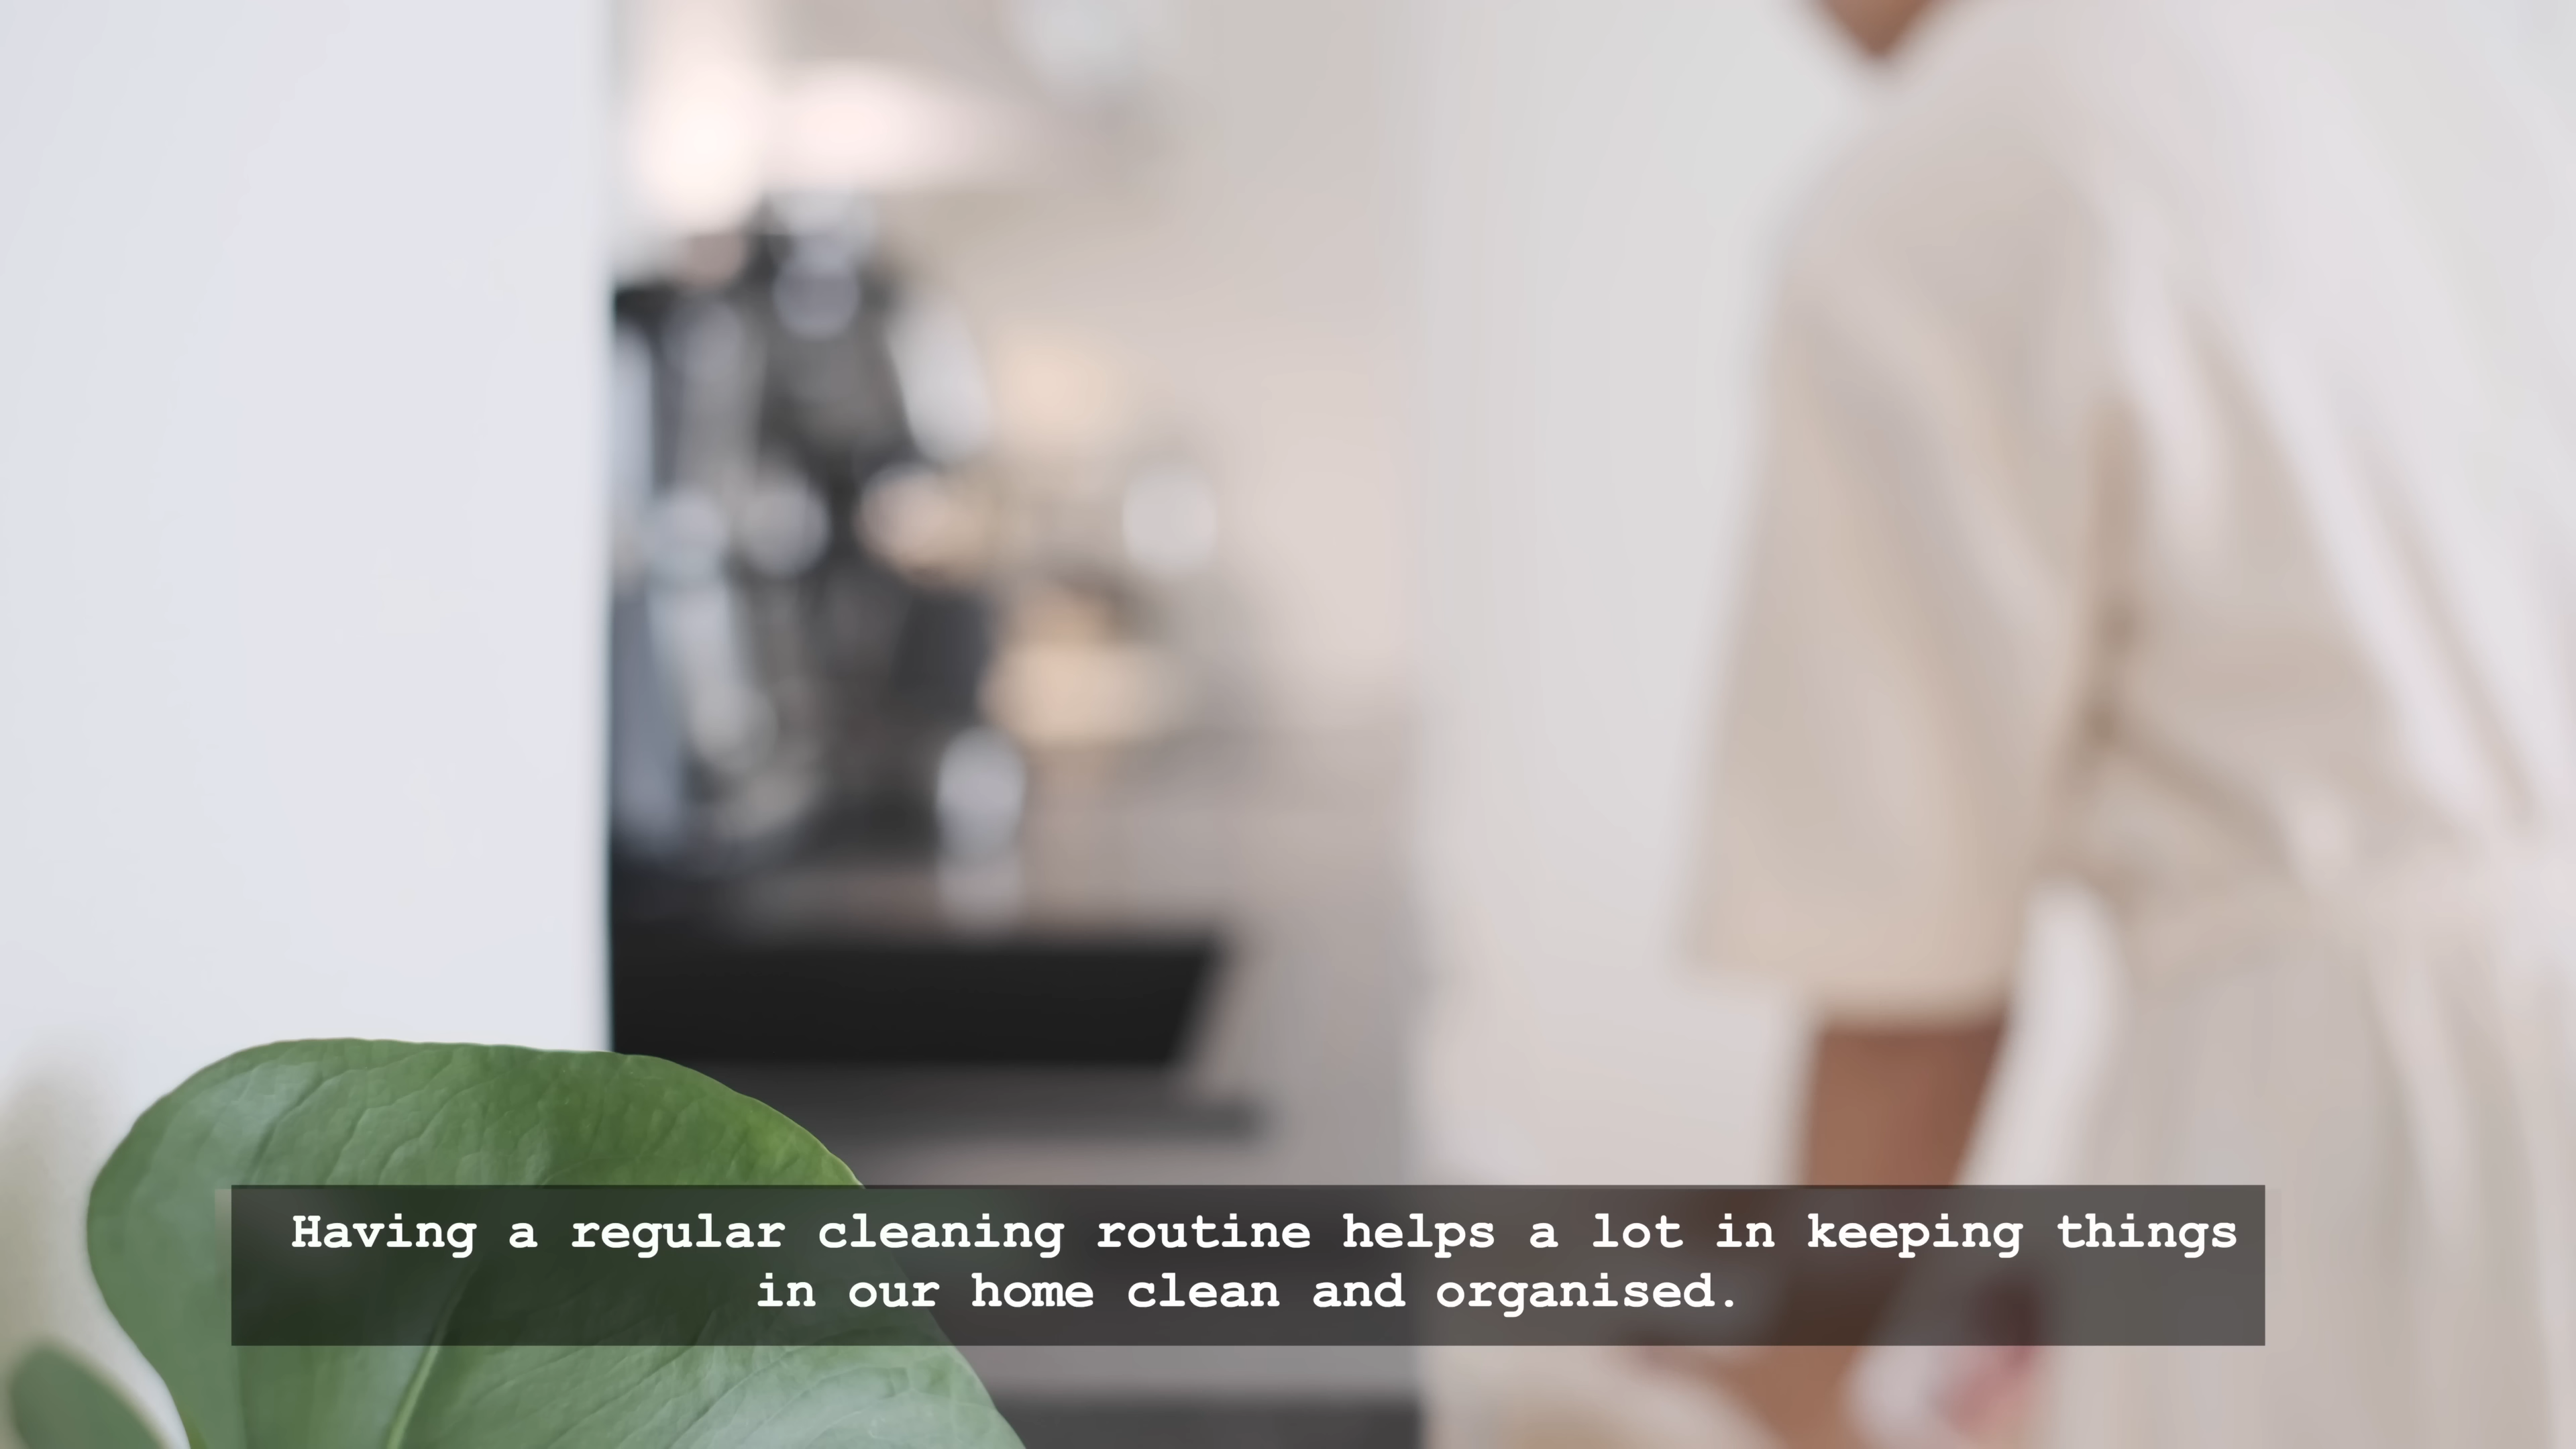 Having a regular cleaning routine helps a lot in keeping things
in our home clean and organised.